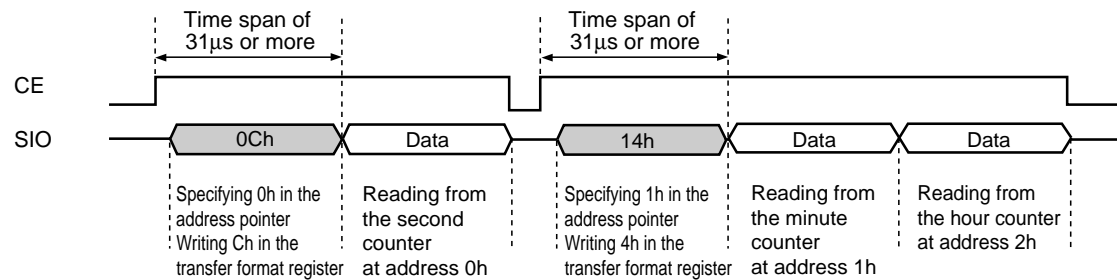 Time span of
31μs or more
Time span of
31μs or more
CE
SIO
0Ch
Data
14h
Data
Data
Specifying 0h in the
address pointer
Writing Ch in the
transfer format register
Reading from
the second
counter
at address 0h
Specifying 1h in the
address pointer
Writing 4h in the
transfer format register
Reading from
the minute
counter
at address 1h
Reading from
the hour counter
at address 2h